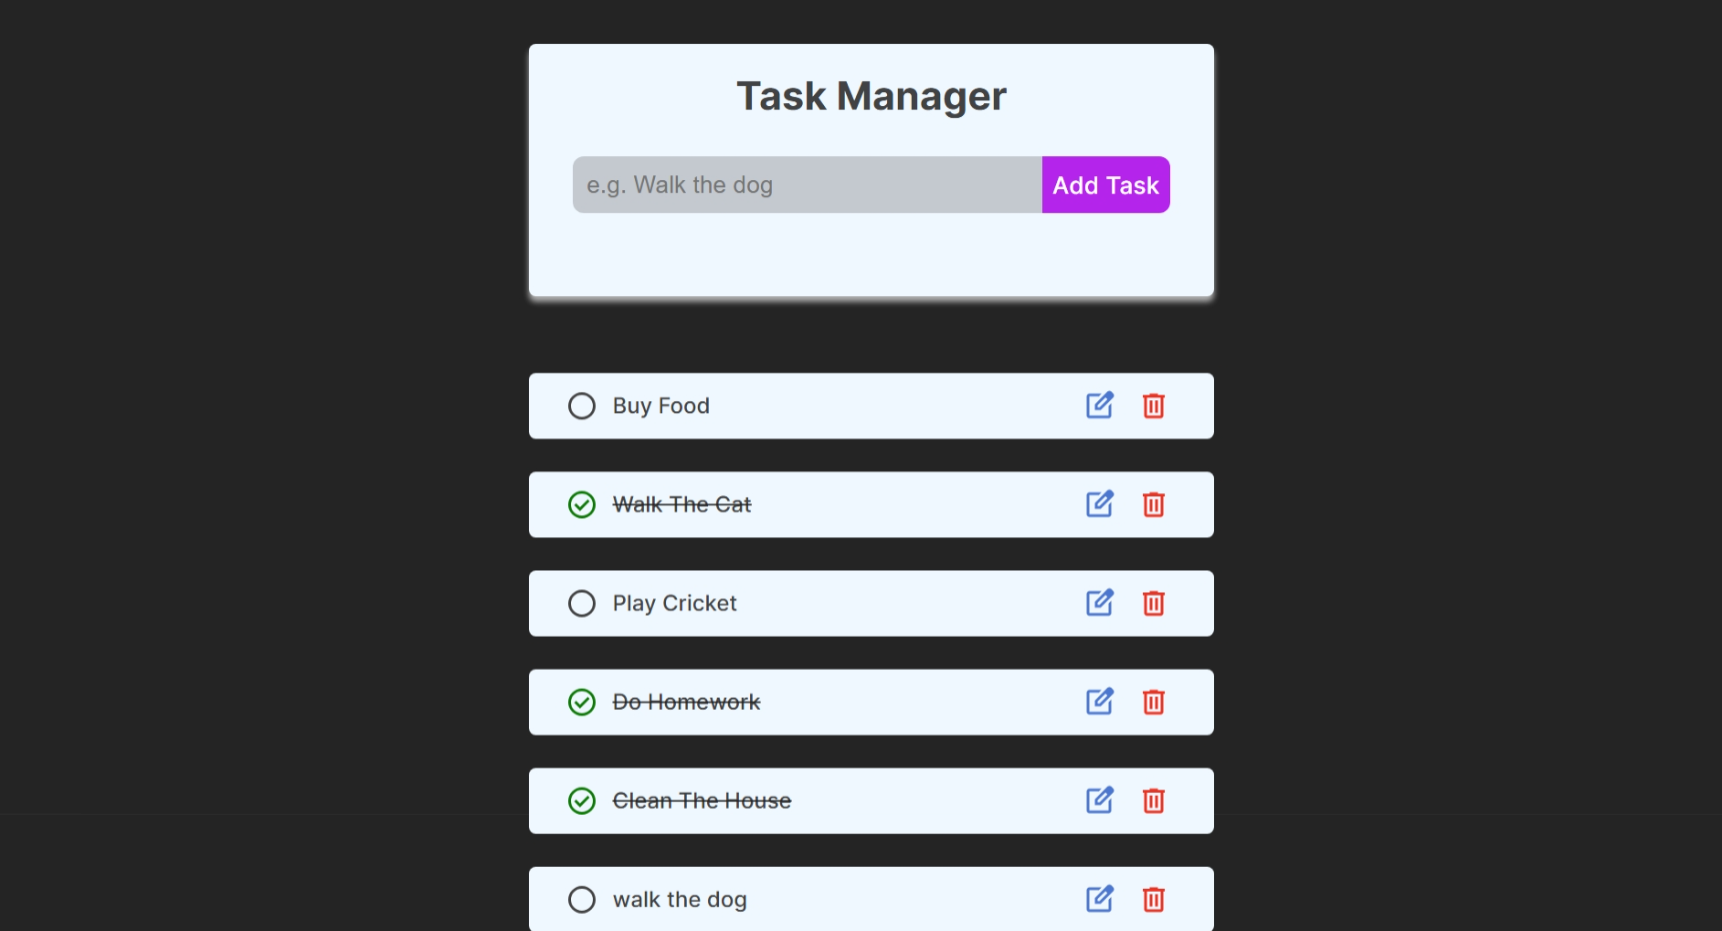 Task Manager
e.g. Walk the dog
Add Task
Buy Food
Walk The Cat
Play Cricket
Do Homework
Clean The House
walk the dog